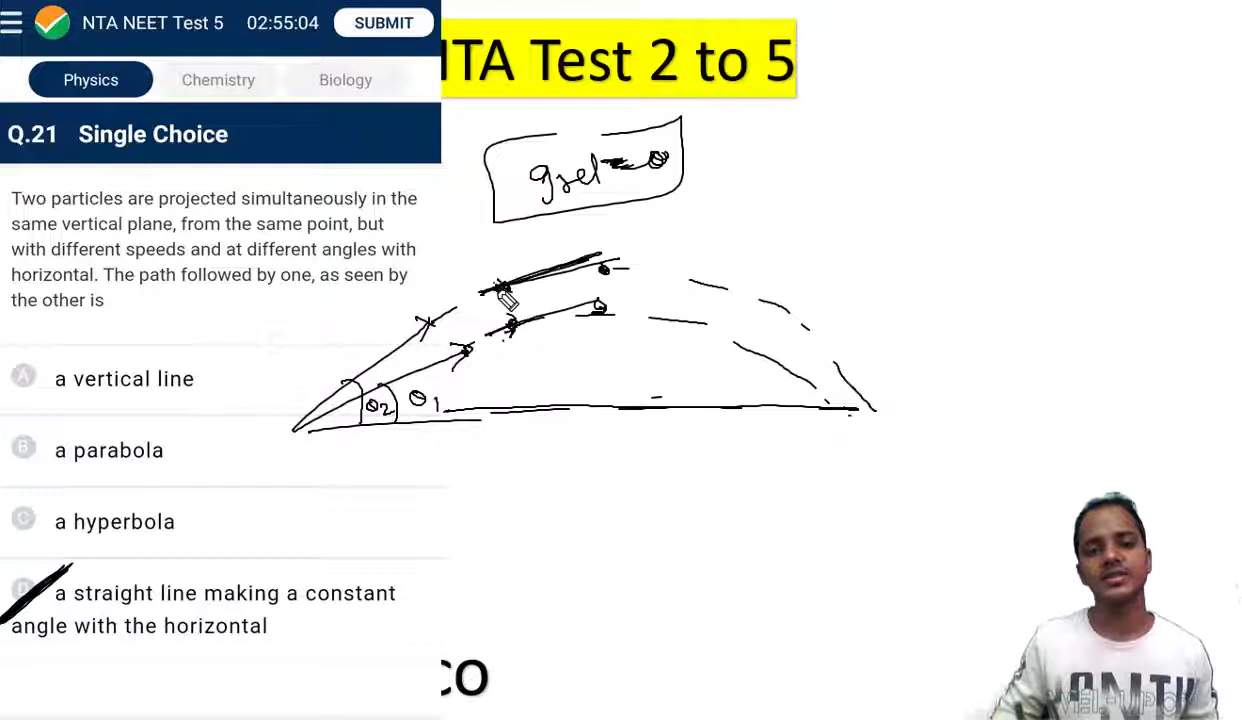 NTA NEET Test 5 02:55:04 SUBMIT
TA Test 2 to 5
Physics Chemistry Biology
Q.21 Single Choice
Two particles are projected simultaneously in the
same vertical plane, from the same point, but
with different speeds and at different angles with
horizontal. The path followed by one, as seen by
the other is
A a vertical line
B a parabola
C a hyperbola
D a straight line making a constant
angle with the horizontal
grel = 0
θ2 θ1
co